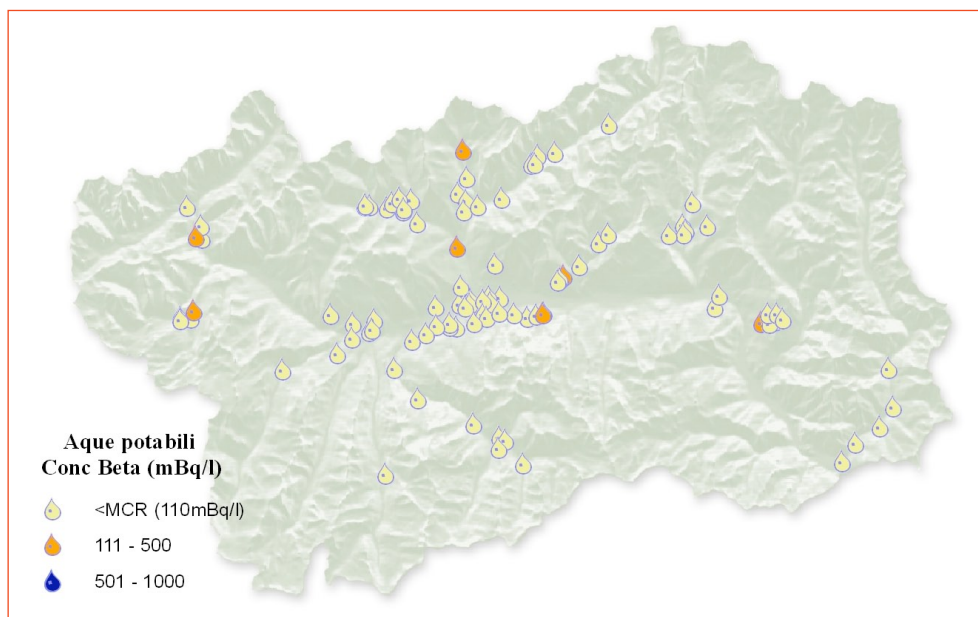 Aque potabili
Conc Beta (mBq/l)
<MCR (110mBq/l)
111 - 500
501 - 1000